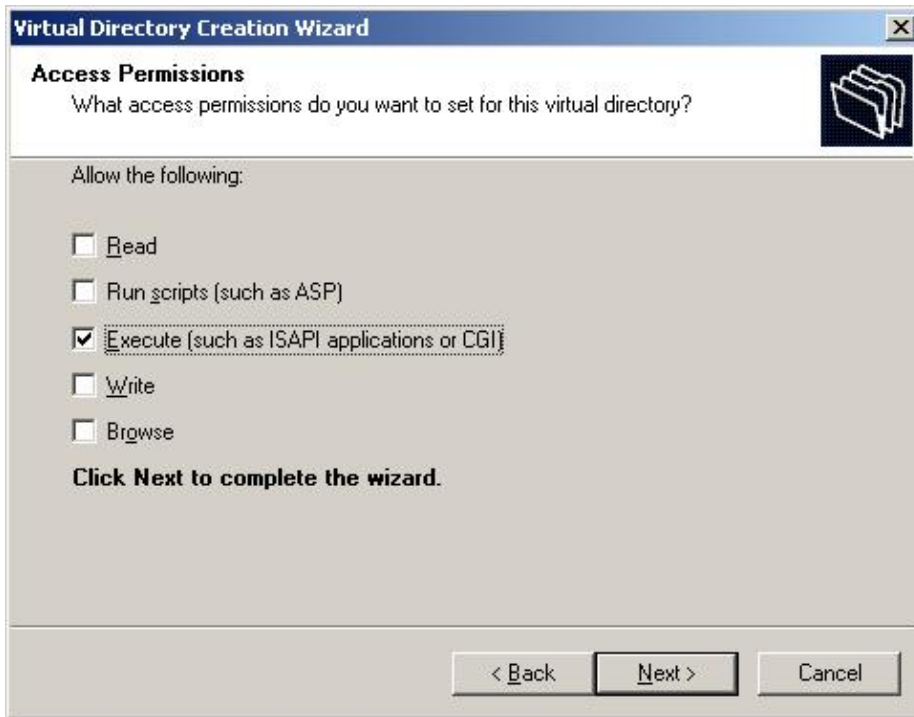 Virtual Directory Creation Wizard
Access Permissions
What access permissions do you want to set for this virtual directory?
Allow the following:
Read
Run scripts (such as ASP)
Execute (such as ISAPI applications or CGI)
Write
Browse
Click Next to complete the wizard.
< Back
Next >
Cancel